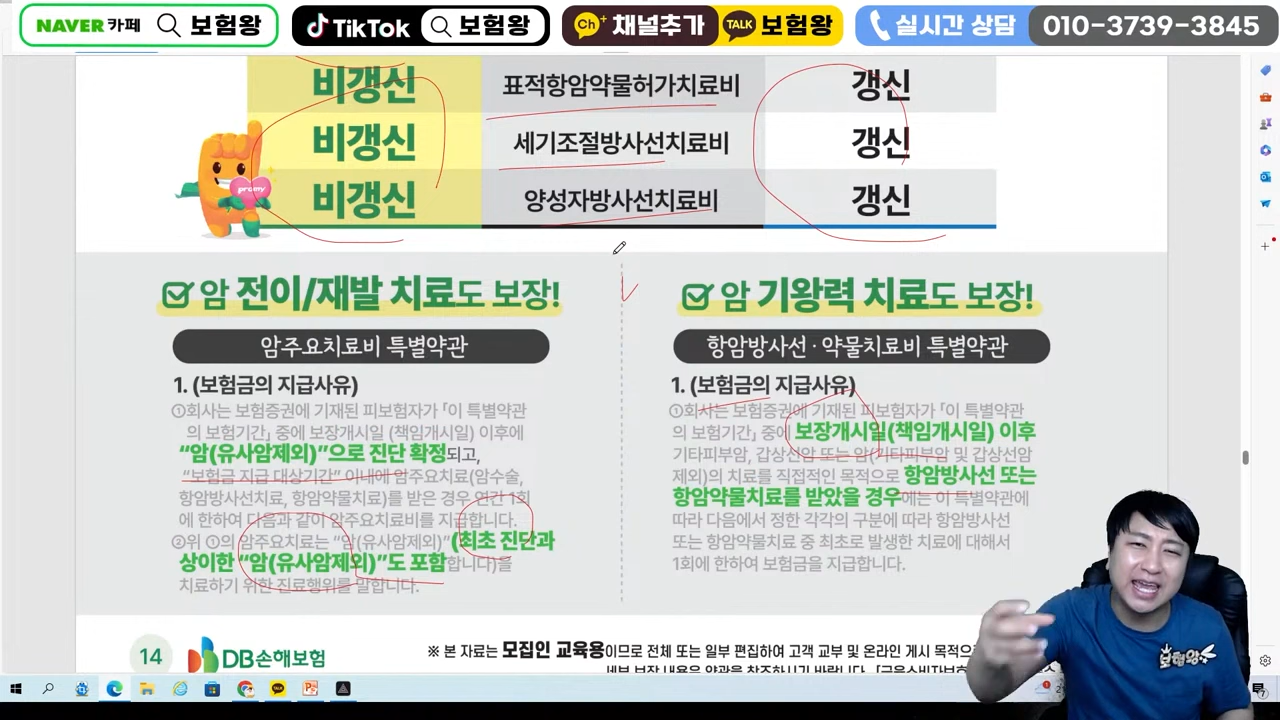 NAVER 카페 보험왕
TikTok 보험왕
Ch+ 채널추가 TALK 보험왕
실시간 상담 010-3739-3845
비갱신 표적항암약물허가치료비 갱신
비갱신 세기조절방사선치료비 갱신
비갱신 양성자방사선치료비 갱신
promy
암 전이/재발 치료도 보장!
암주요치료비 특별약관
1. (보험금의 지급사유)
①회사는 보험증권에 기재된 피보험자가 「이 특별약관
의 보험기간」 중에 보장개시일 (책임개시일) 이후에
“암(유사암제외)”으로 진단 확정되고,
“보험금 지급 대상기간” 이내에 암주요치료(암수술,
항암방사선치료, 항암약물치료)를 받은 경우 연간 1회
에 한하여 다음과 같이 암주요치료비를 지급합니다.
②위 ①의 암주요치료는 “암(유사암제외)”(최초 진단과
상이한 “암(유사암제외)”도 포함합니다)을
치료하기 위한 진료행위를 말합니다.
암 기왕력 치료도 보장!
항암방사선·약물치료비 특별약관
1. (보험금의 지급사유)
①회사는 보험증권에 기재된 피보험자가 「이 특별약관
의 보험기간」 중에 보장개시일(책임개시일) 이후
기타피부암, 갑상선암 또는 암(기타피부암 및 갑상선암
제외)의 치료를 직접적인 목적으로 항암방사선 또는
항암약물치료를 받았을 경우에는 이 특별약관에
따라 다음에서 정한 각각의 구분에 따라 항암방사선
또는 항암약물치료 중 최초로 발생한 치료에 대해서
1회에 한하여 보험금을 지급합니다.
14 DB손해보험
※ 본 자료는 모집인 교육용이므로 전체 또는 일부 편집하여 고객 교부 및 온라인 게시 목적으
보험왕